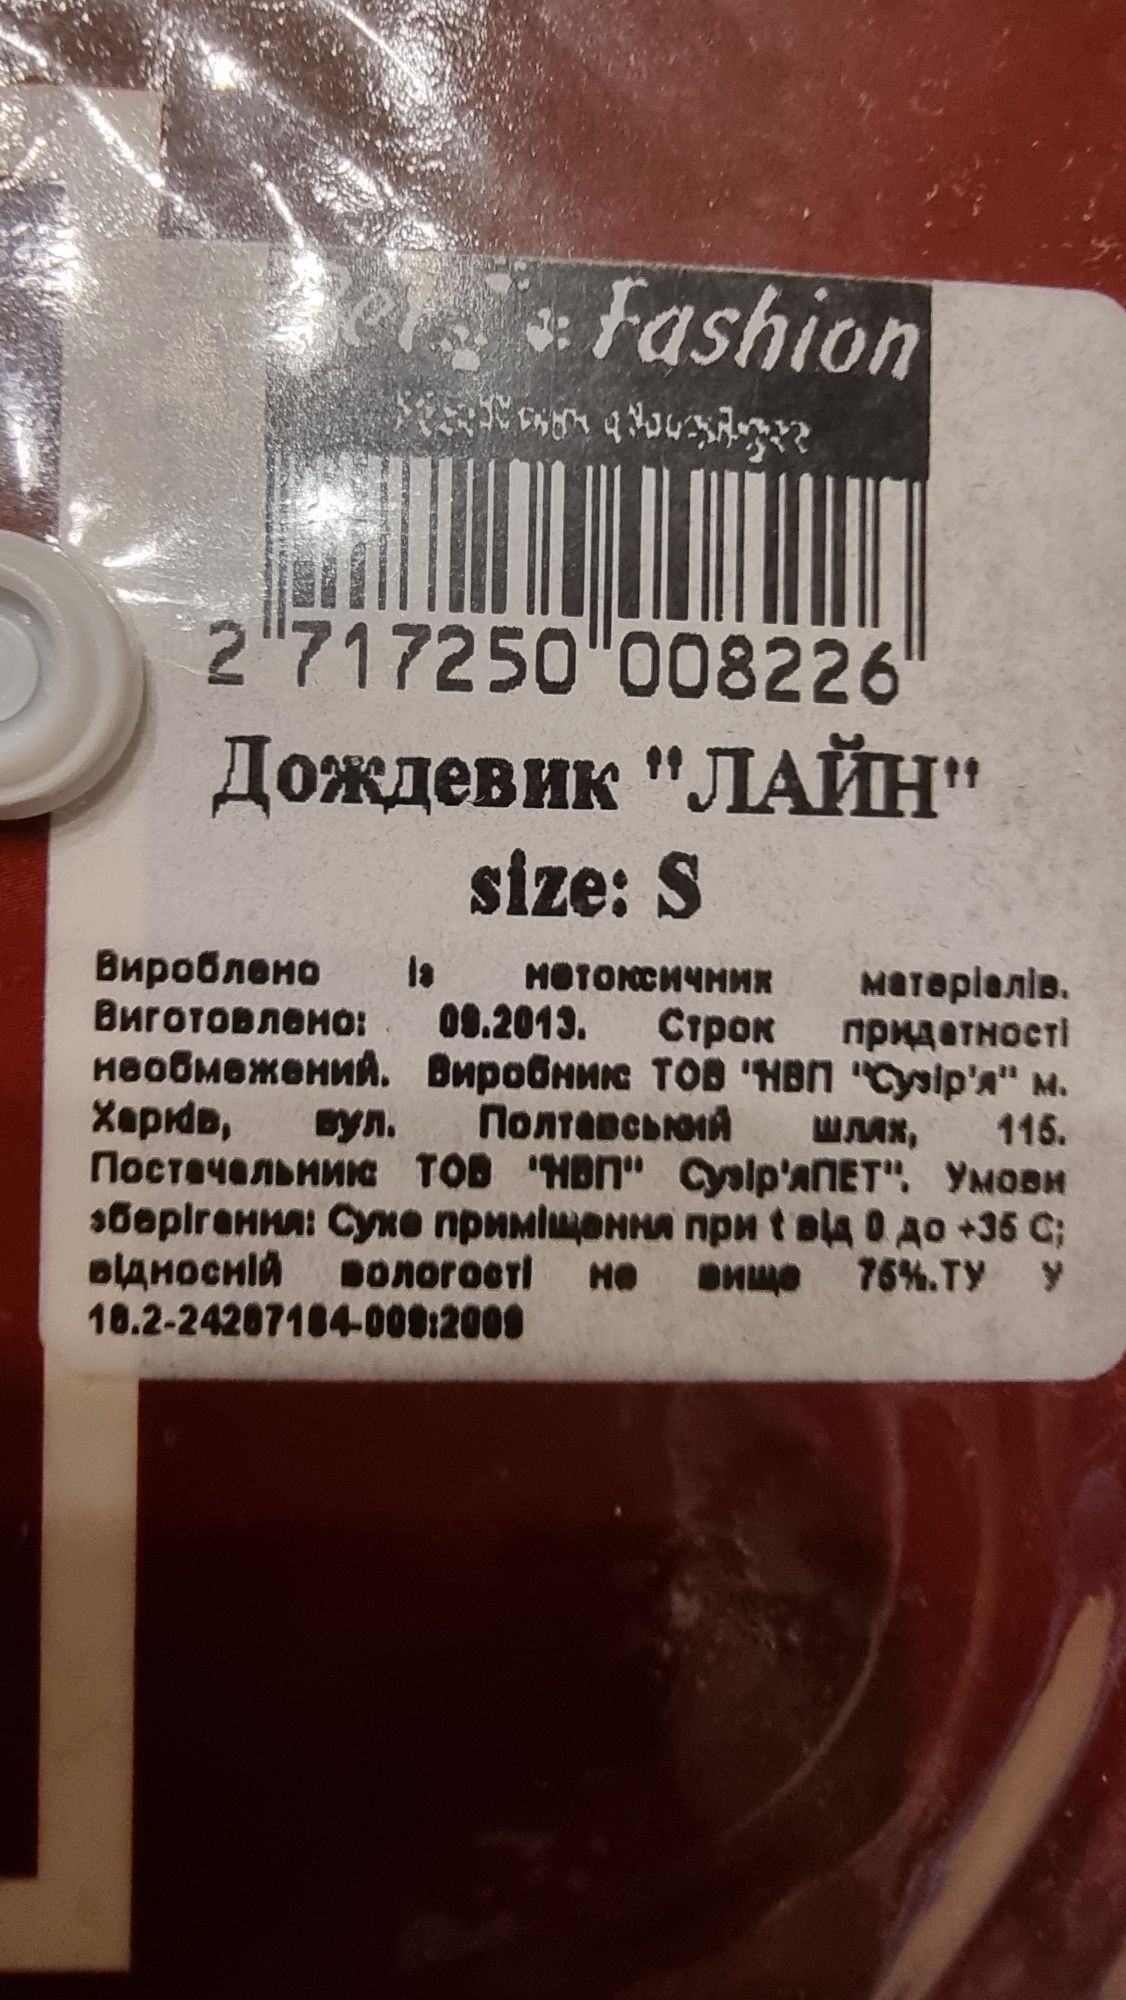 Fashion
2 717250 008226
Дождевик "ЛАЙН"
size: S
Вироблено із нетоксичних матеріалів.
Виготовлено: 09.2013. Строк придатності
необмежений. Виробник: ТОВ "НВП "Сузір'я" м.
Харків, вул. Полтавський шлях, 115.
Постачальник: ТОВ "НВП" Сузір'яПЕТ". Умови
зберігання: Сухе приміщення при t від 0 до +35 С;
відносній вологості не вище 75%.ТУ У